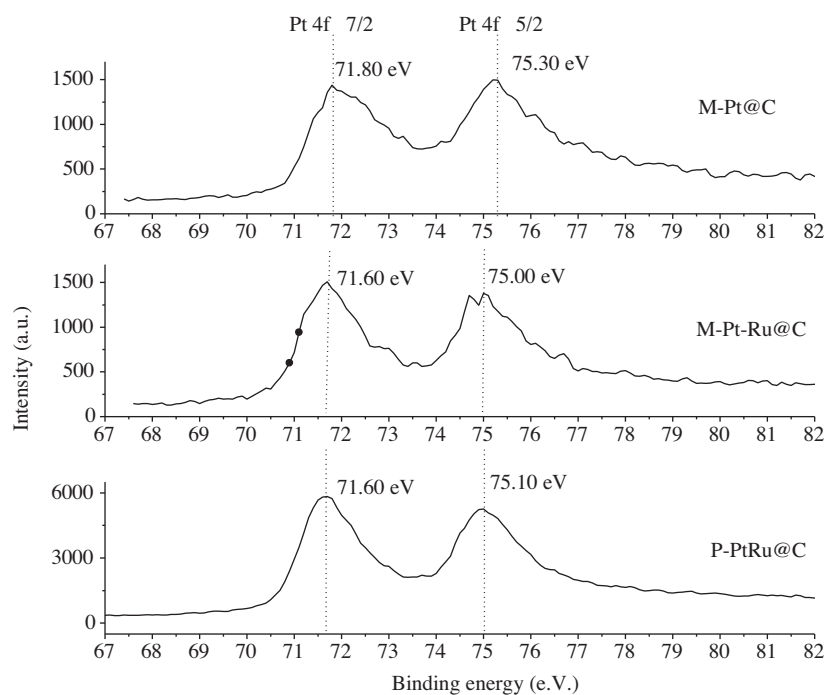 Pt 4f 7/2 Pt 4f 5/2
71.80 eV 75.30 eV
M-Pt@C
1500
1000
500
0
67 68 69 70 71 72 73 74 75 76 77 78 79 80 81 82
71.60 eV 75.00 eV
M-Pt-Ru@C
1500
1000
500
0
67 68 69 70 71 72 73 74 75 76 77 78 79 80 81 82
Intensity (a.u.)
71.60 eV 75.10 eV
P-PtRu@C
6000
3000
0
67 68 69 70 71 72 73 74 75 76 77 78 79 80 81 82
Binding energy (e.V.)